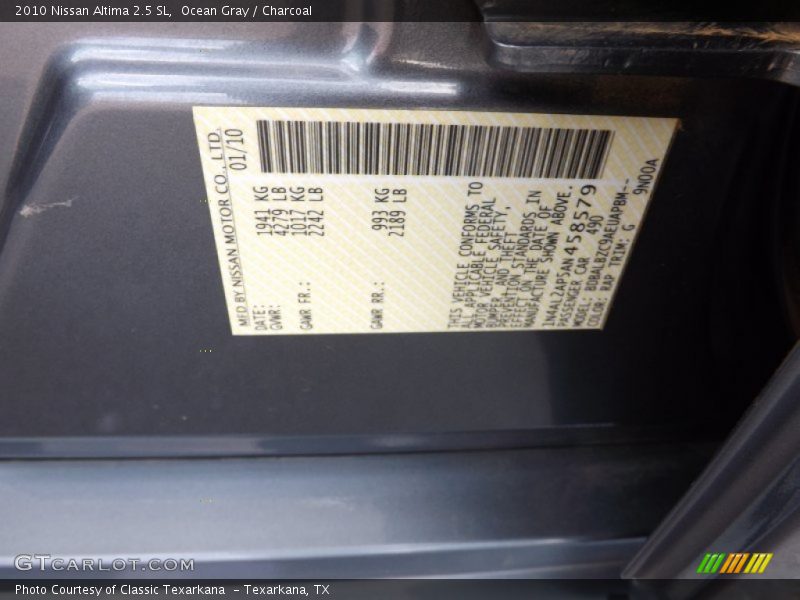 2010 Nissan Altima 2.5 SL,  Ocean Gray / Charcoal
MFD BY NISSAN MOTOR CO., LTD.
DATE: 01/10
GVWR: 1941 KG
4279 LB
GAWR FR.: 1017 KG
2242 LB
GAWR RR.: 993 KG
2189 LB
THIS VEHICLE CONFORMS TO
ALL APPLICABLE FEDERAL
MOTOR VEHICLE SAFETY,
BUMPER, AND THEFT
PREVENTION STANDARDS IN
EFFECT ON THE DATE OF
MANUFACTURE SHOWN ABOVE.
1N4AL2AP3AN458579
PASSENGER CAR 490
MODEL: BDBALBZC9AEUAPBM--
COLOR: KAP TRIM: G 9N00A
GTCARLOT.COM
Photo Courtesy of Classic Texarkana  - Texarkana, TX